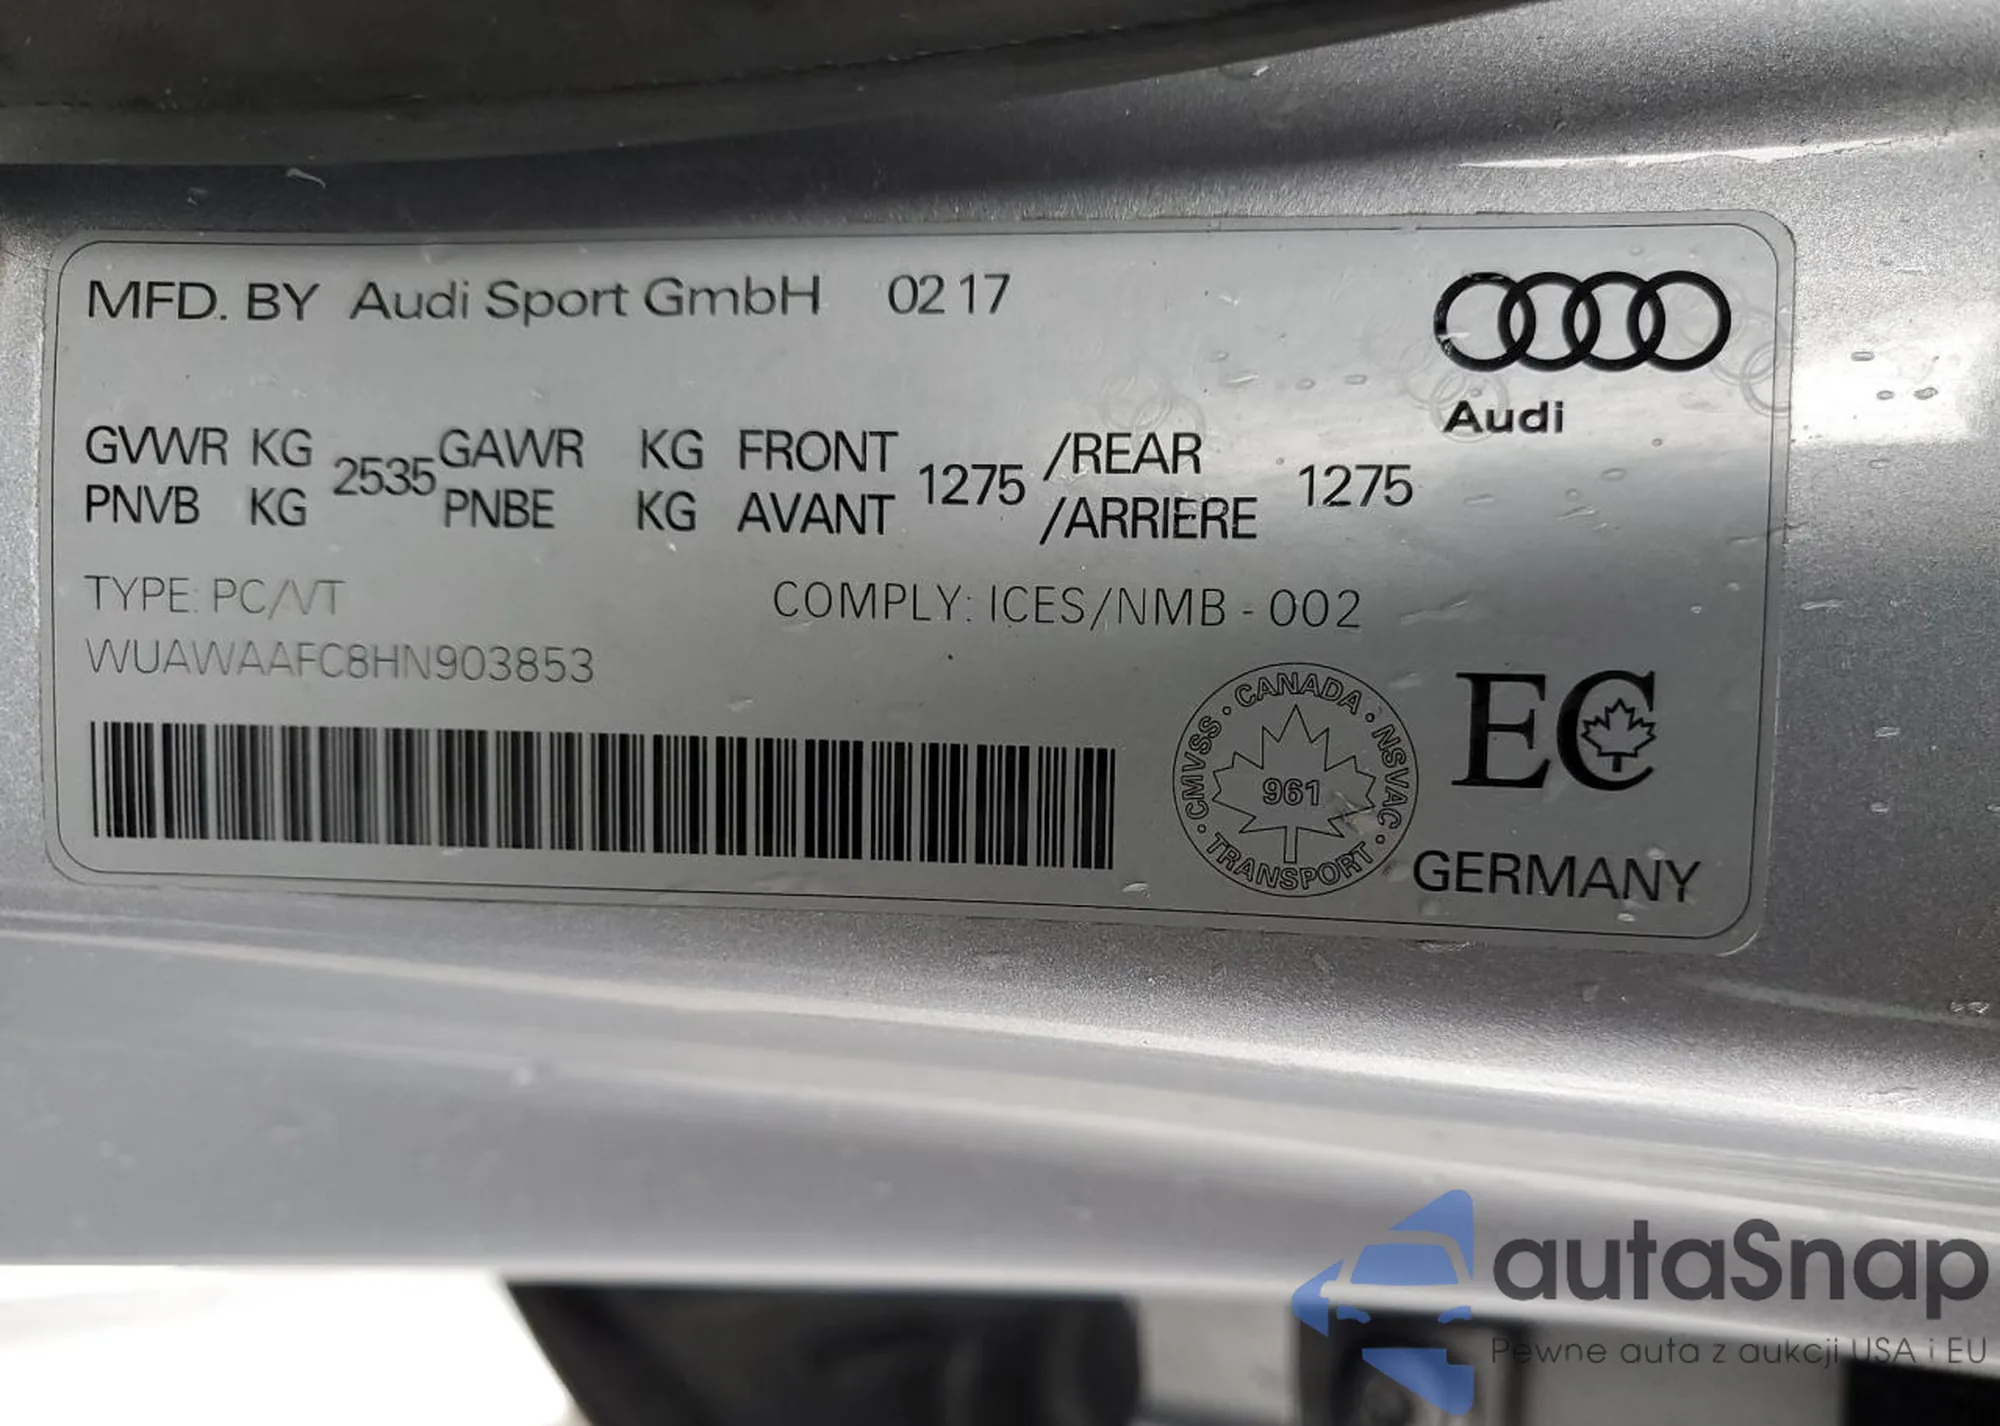 MFD. BY Audi Sport GmbH 02 17
Audi
GVWR KG 2535 GAWR KG FRONT 1275 /REAR 1275
PNVB KG PNBE KG AVANT /ARRIÈRE
TYPE: PC/VT COMPLY: ICES/NMB - 002
WUAWAAFC8HN903853
CANADA · NSVAC · TRANSPORT · CMVSS ·
961
EC
GERMANY
autaSnap
Pewne auta z aukcji USA i EU